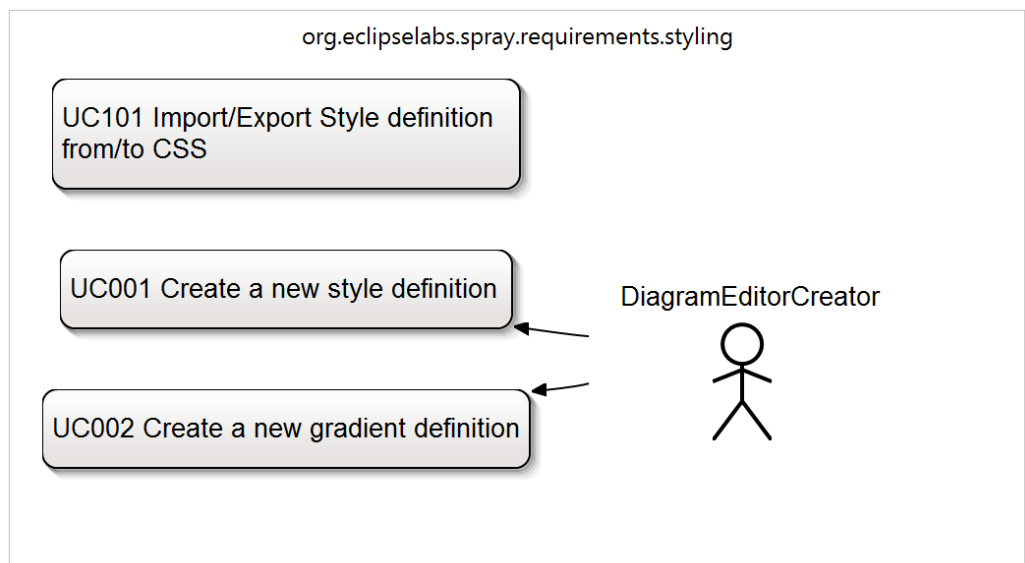 org.eclipselabs.spray.requirements.styling
UC101 Import/Export Style definition
from/to CSS
UC001 Create a new style definition
DiagramEditorCreator
UC002 Create a new gradient definition